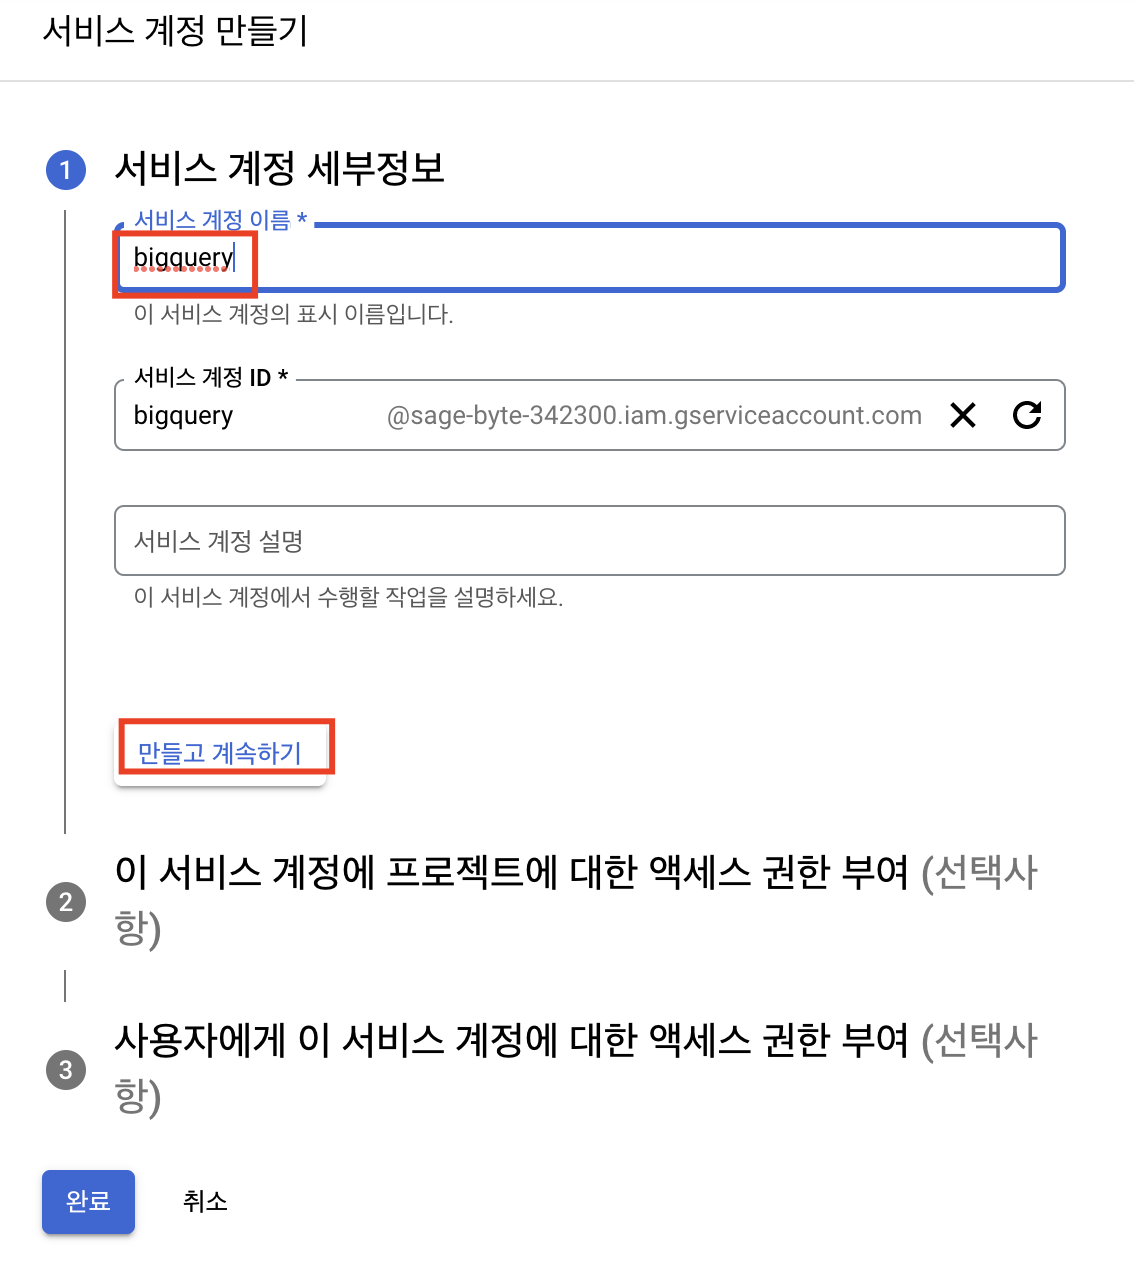 서비스 계정 만들기
1 서비스 계정 세부정보
서비스 계정 이름 *
bigquery
이 서비스 계정의 표시 이름입니다.
서비스 계정 ID *
bigquery @sage-byte-342300.iam.gserviceaccount.com
서비스 계정 설명
이 서비스 계정에서 수행할 작업을 설명하세요.
만들고 계속하기
2 이 서비스 계정에 프로젝트에 대한 액세스 권한 부여 (선택사
항)
3 사용자에게 이 서비스 계정에 대한 액세스 권한 부여 (선택사
항)
완료 취소